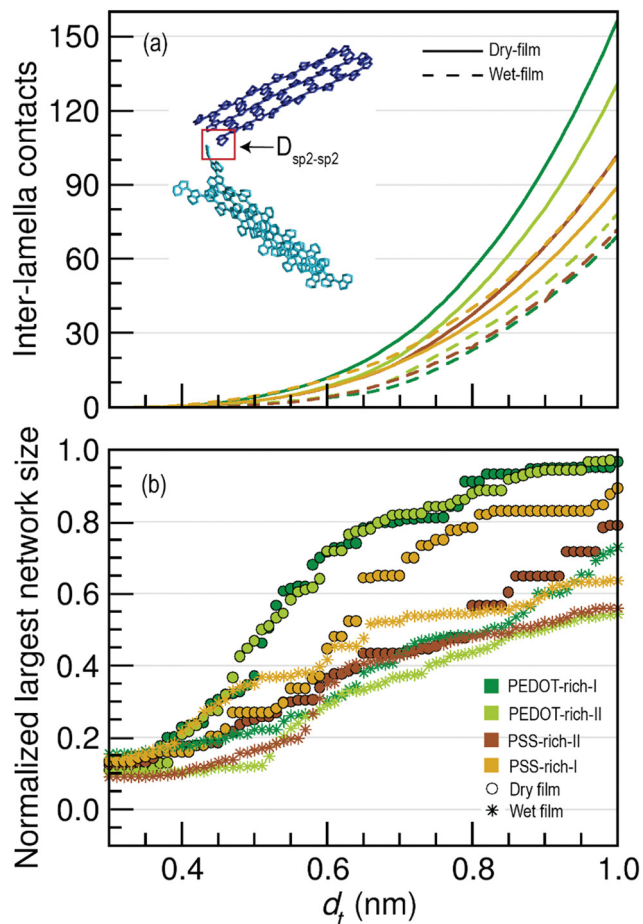 (a)
Dry-film
Wet-film
D sp2-sp2
Inter-lamella contacts
150
120
90
60
30
0
(b)
Normalized largest network size
1.0
0.8
0.6
0.4
0.2
0.0
PEDOT-rich-I
PEDOT-rich-II
PSS-rich-II
PSS-rich-I
Dry film
Wet film
0.4 0.6 0.8 1.0
dt (nm)